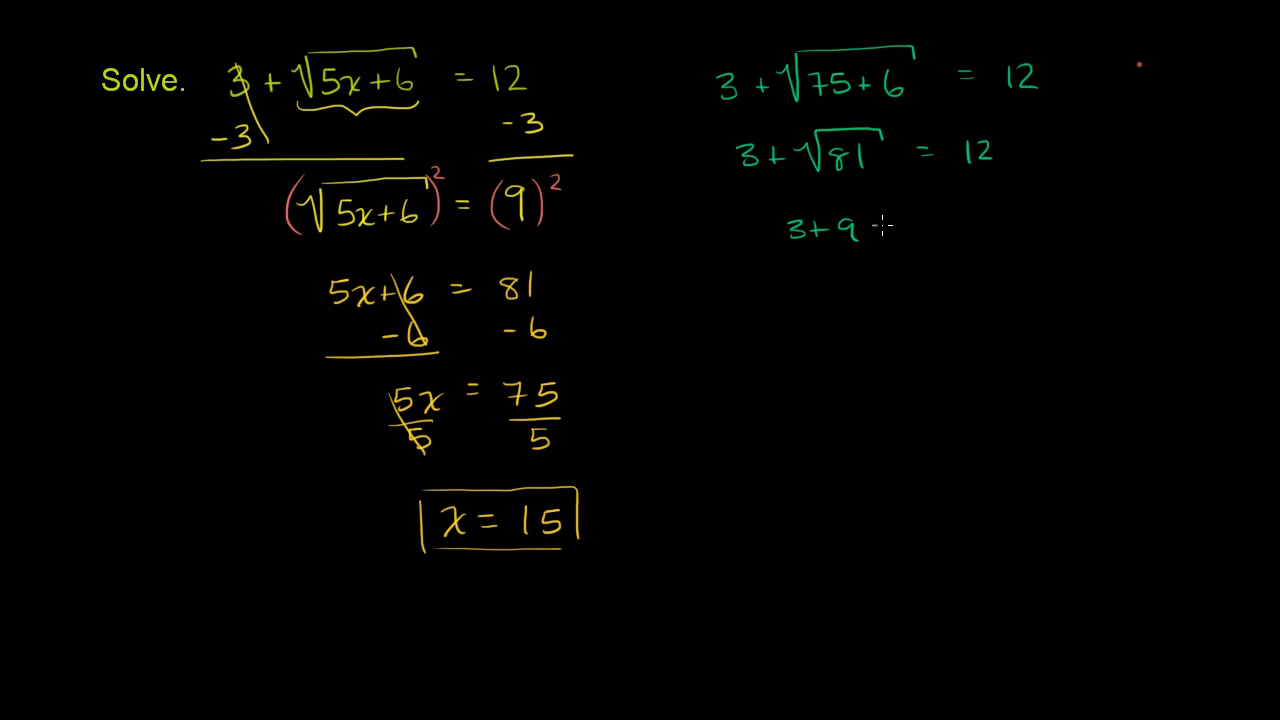 Solve. 3 + √(5x+6) = 12
-3 -3
(√(5x+6))² = (9)²
5x+6 = 81
-6 -6
5x = 75
5 5
x = 15
3 + √(75+6) = 12
3 + √81 = 12
3+9